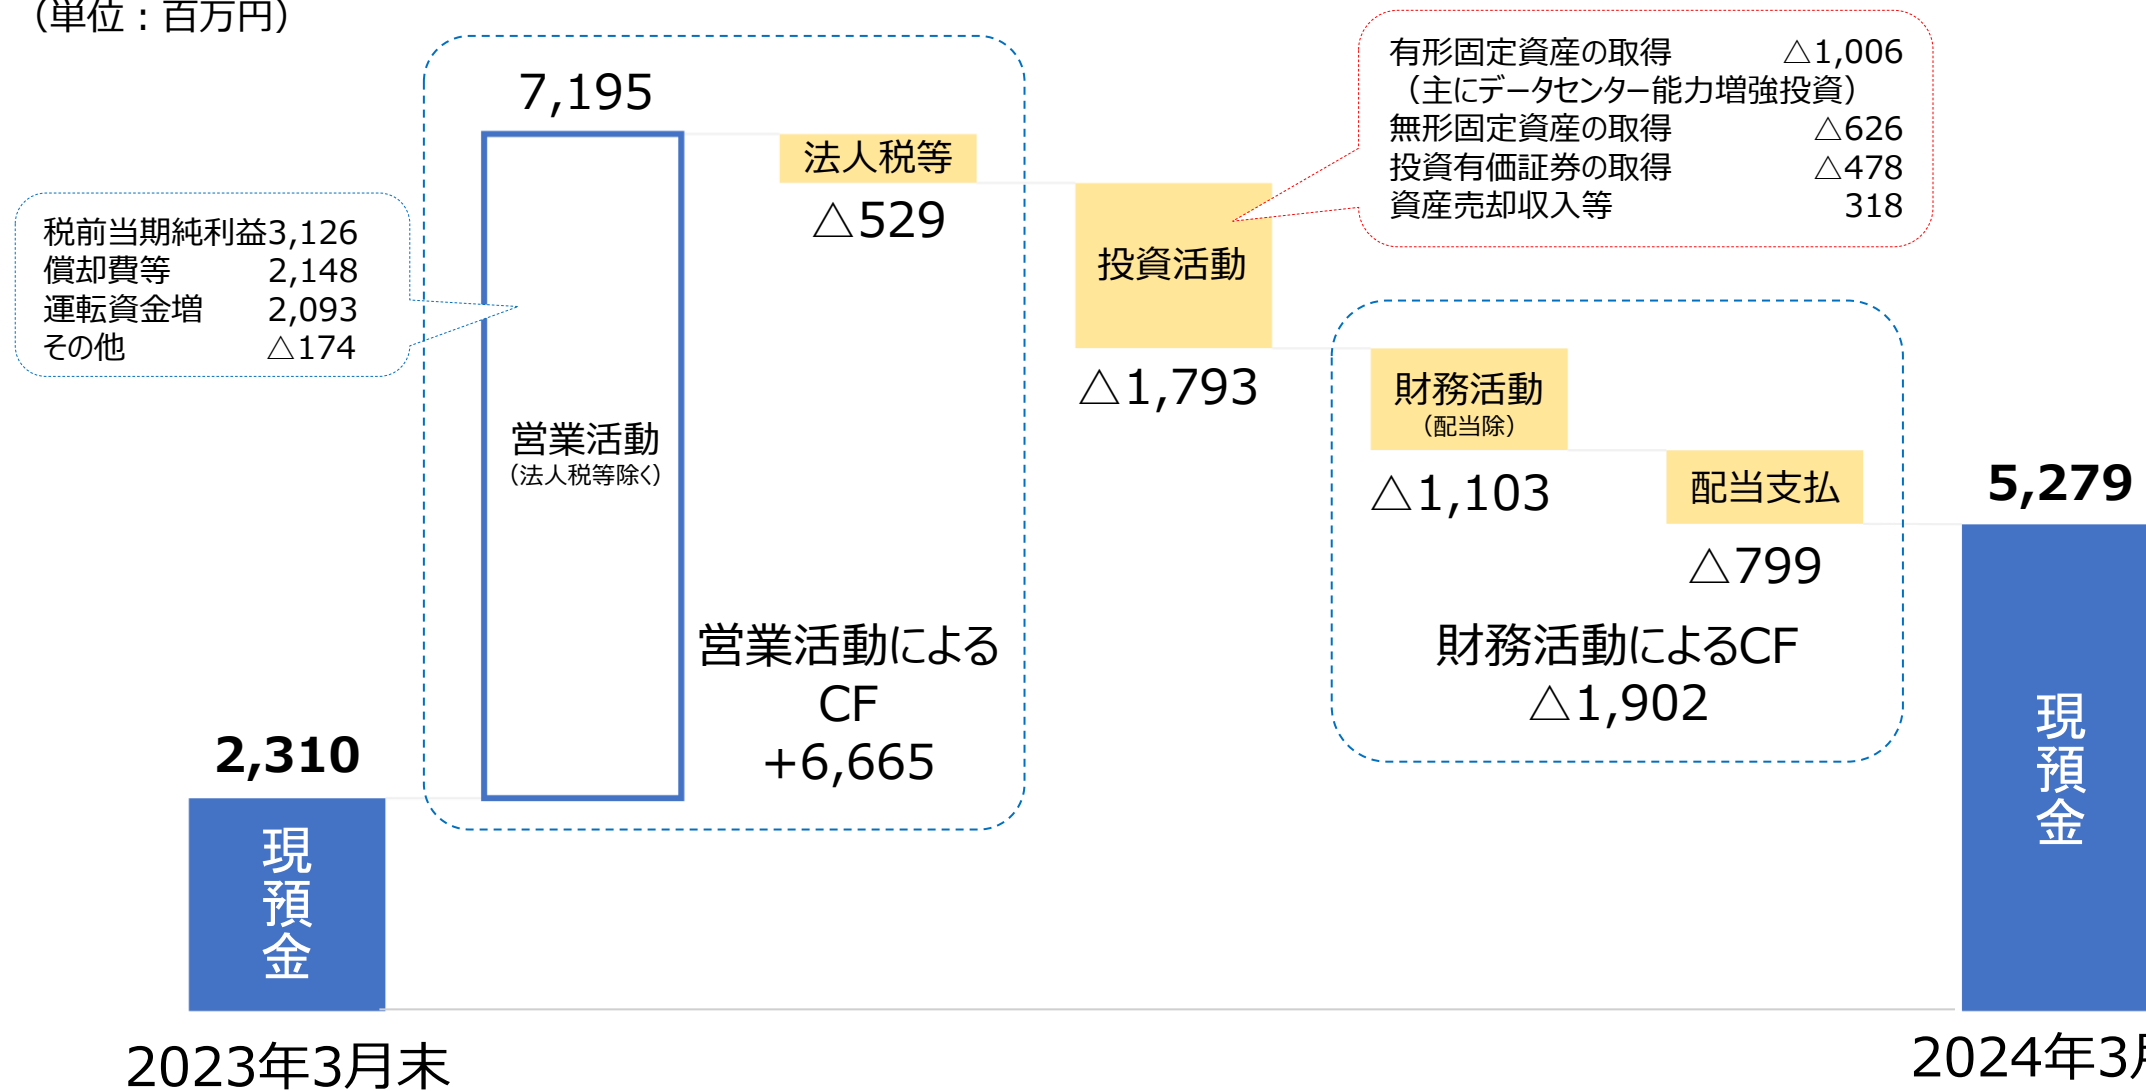 （単位：百万円）
7,195
営業活動
（法人税等除く）
税前当期純利益3,126
償却費等 2,148
運転資金増 2,093
その他 △174
法人税等
△529
営業活動による
CF
+6,665
有形固定資産の取得 △1,006
（主にデータセンター能力増強投資）
無形固定資産の取得 △626
投資有価証券の取得 △478
資産売却収入等 318
投資活動
△1,793
財務活動
（配当除）
△1,103
配当支払
△799
財務活動によるCF
△1,902
2,310
現預金
2023年3月末
5,279
現預金
2024年3月